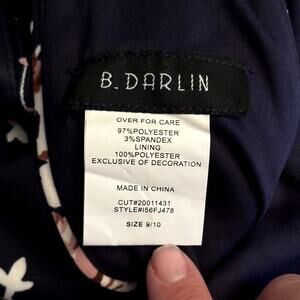 B. DARLIN
OVER FOR CARE
97%POLYESTER
3%SPANDEX
LINING
100%POLYESTER
EXCLUSIVE OF DECORATION
MADE IN CHINA
CUT#20011431
STYLE#I56FJ478
SIZE 9/10